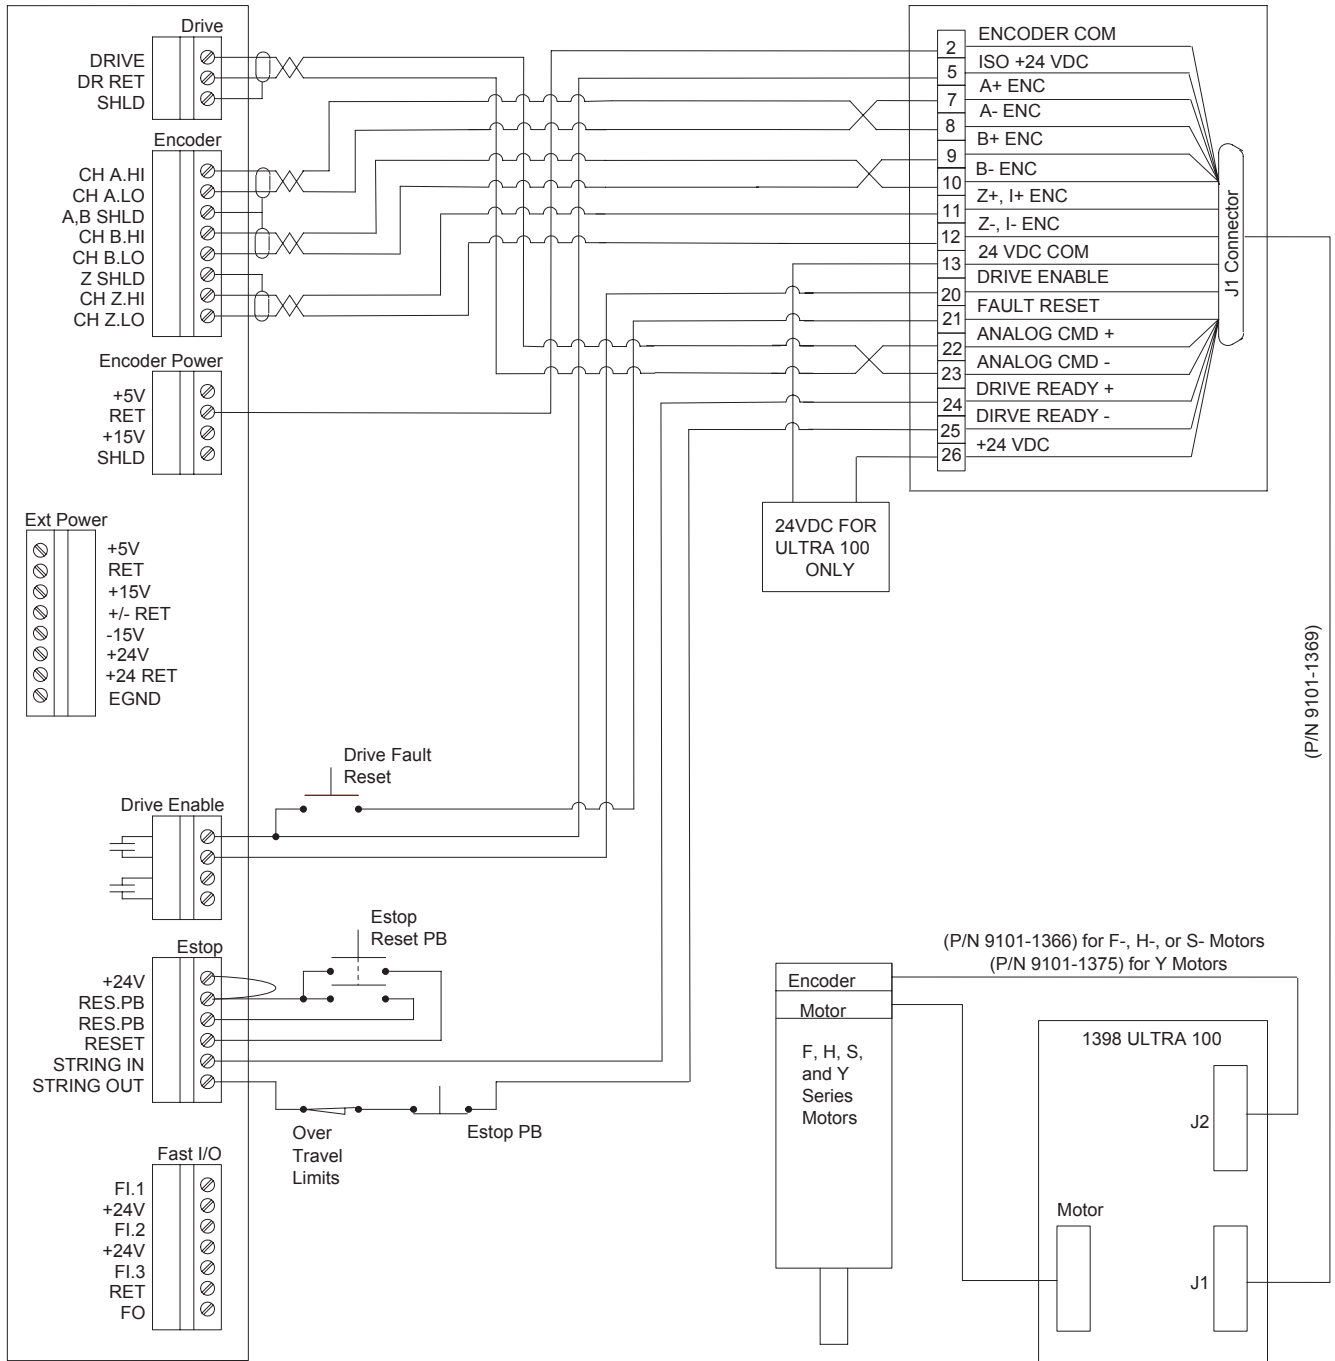 Drive
DRIVE
DR RET
SHLD
Encoder
CH A.HI
CH A.LO
A,B SHLD
CH B.HI
CH B.LO
Z SHLD
CH Z.HI
CH Z.LO
Encoder Power
+5V
RET
+15V
SHLD
Ext Power
+5V
RET
+15V
+/- RET
-15V
+24V
+24 RET
EGND
Drive Fault
Reset
Drive Enable
Estop
Reset PB
Estop
+24V
RES.PB
RES.PB
RESET
STRING IN
STRING OUT
Over
Travel
Limits
Estop PB
Fast I/O
FI.1
+24V
FI.2
+24V
FI.3
RET
FO
2 ENCODER COM
5 ISO +24 VDC
7 A+ ENC
8 A- ENC
9 B+ ENC
10 B- ENC
11 Z+, I+ ENC
12 Z-, I- ENC
13 24 VDC COM
20 DRIVE ENABLE
21 FAULT RESET
22 ANALOG CMD +
23 ANALOG CMD -
24 DRIVE READY +
25 DIRVE READY -
26 +24 VDC
J1 Connector
24VDC FOR
ULTRA 100
ONLY
(P/N 9101-1369)
(P/N 9101-1366) for F-, H-, or S- Motors
(P/N 9101-1375) for Y Motors
Encoder
Motor
F, H, S,
and Y
Series
Motors
1398 ULTRA 100
J2
Motor
J1